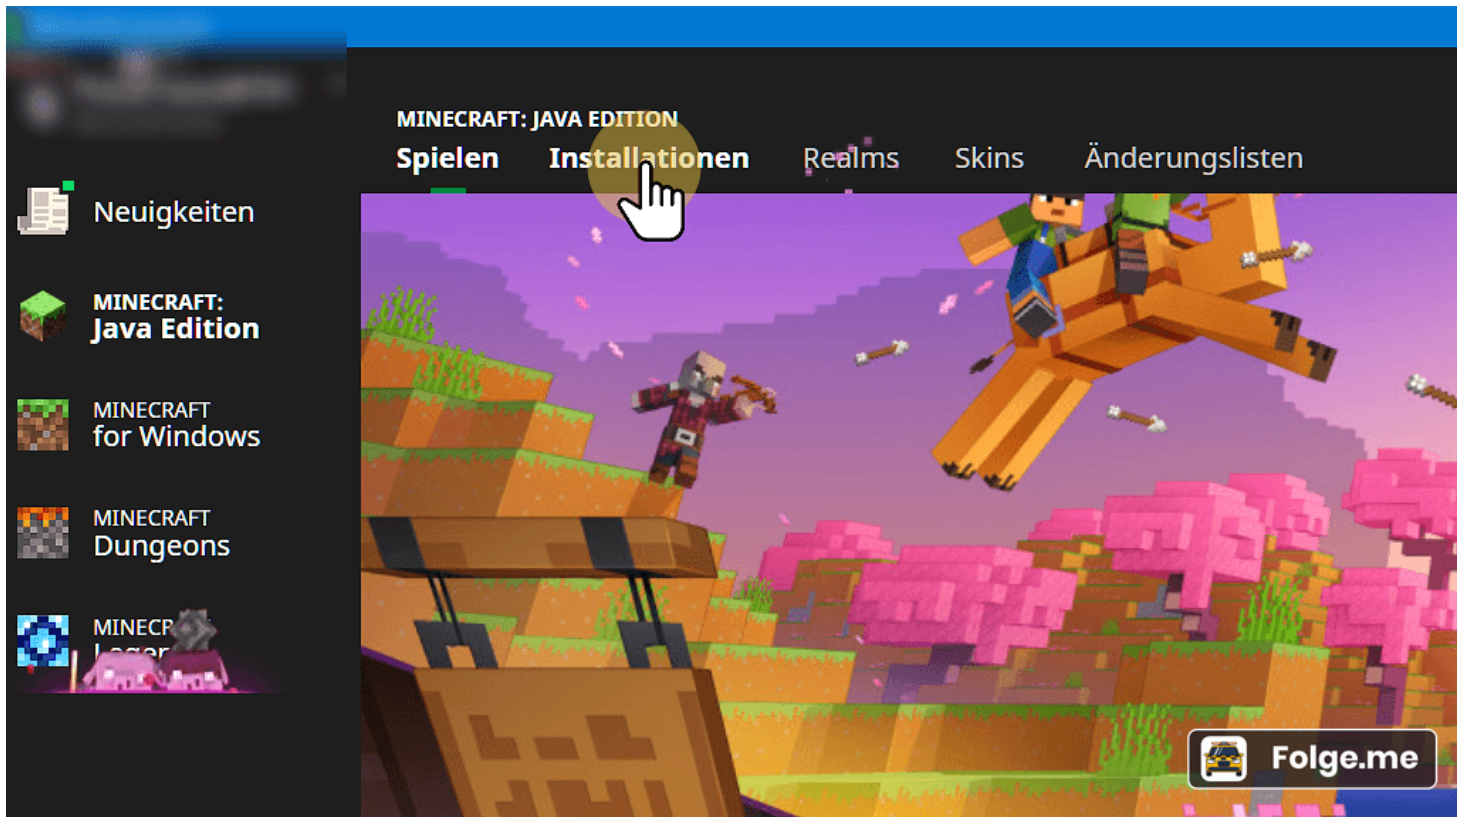 MINECRAFT: JAVA EDITION
Spielen Installationen Realms Skins Änderungslisten
Neuigkeiten
MINECRAFT:
Java Edition
MINECRAFT
for Windows
MINECRAFT
Dungeons
Folge.me